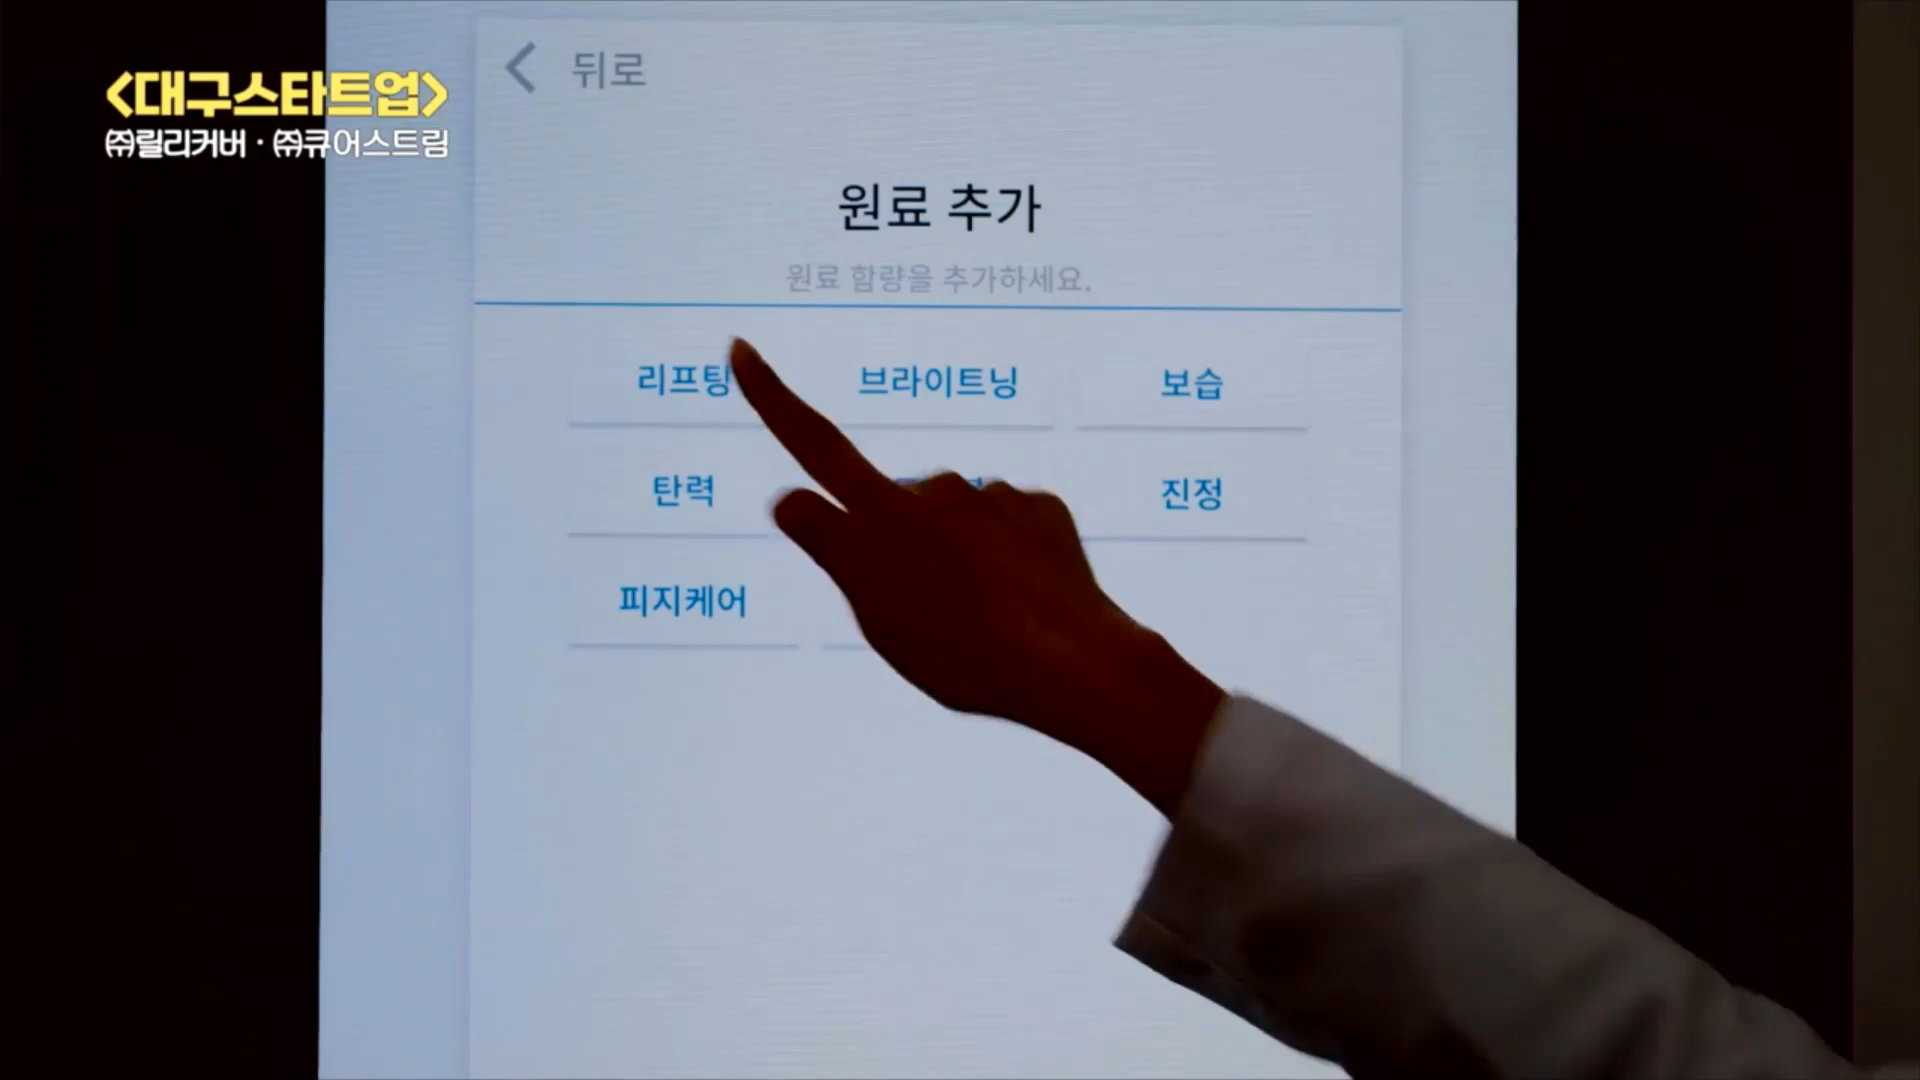 <대구스타트업>
㈜릴리커버 · ㈜큐어스트림
뒤로
원료 추가
원료 함량을 추가하세요.
리프팅 브라이트닝 보습
탄력 진정
피지케어